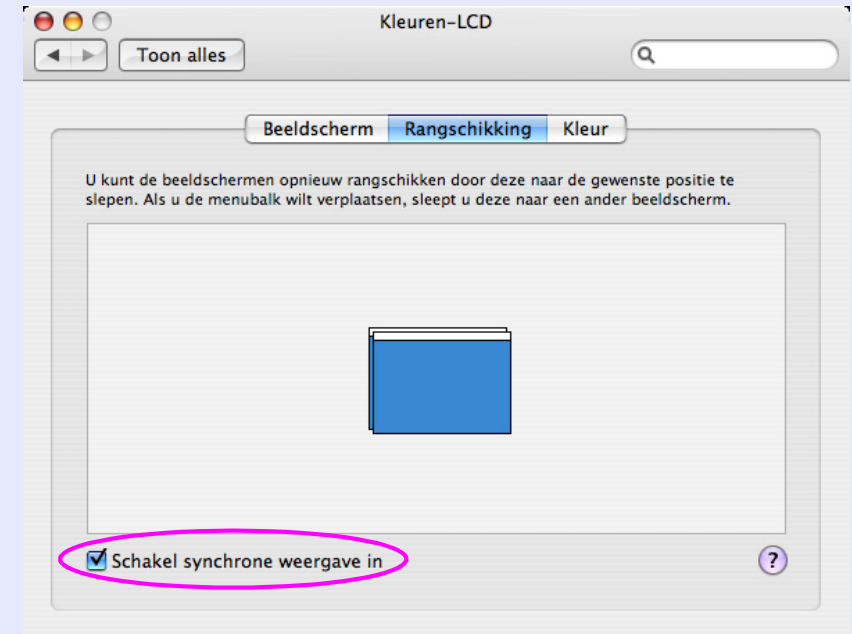 Kleuren-LCD
Toon alles
Beeldscherm Rangschikking Kleur
U kunt de beeldschermen opnieuw rangschikken door deze naar de gewenste positie te
slepen. Als u de menubalk wilt verplaatsen, sleept u deze naar een ander beeldscherm.
Schakel synchrone weergave in
?